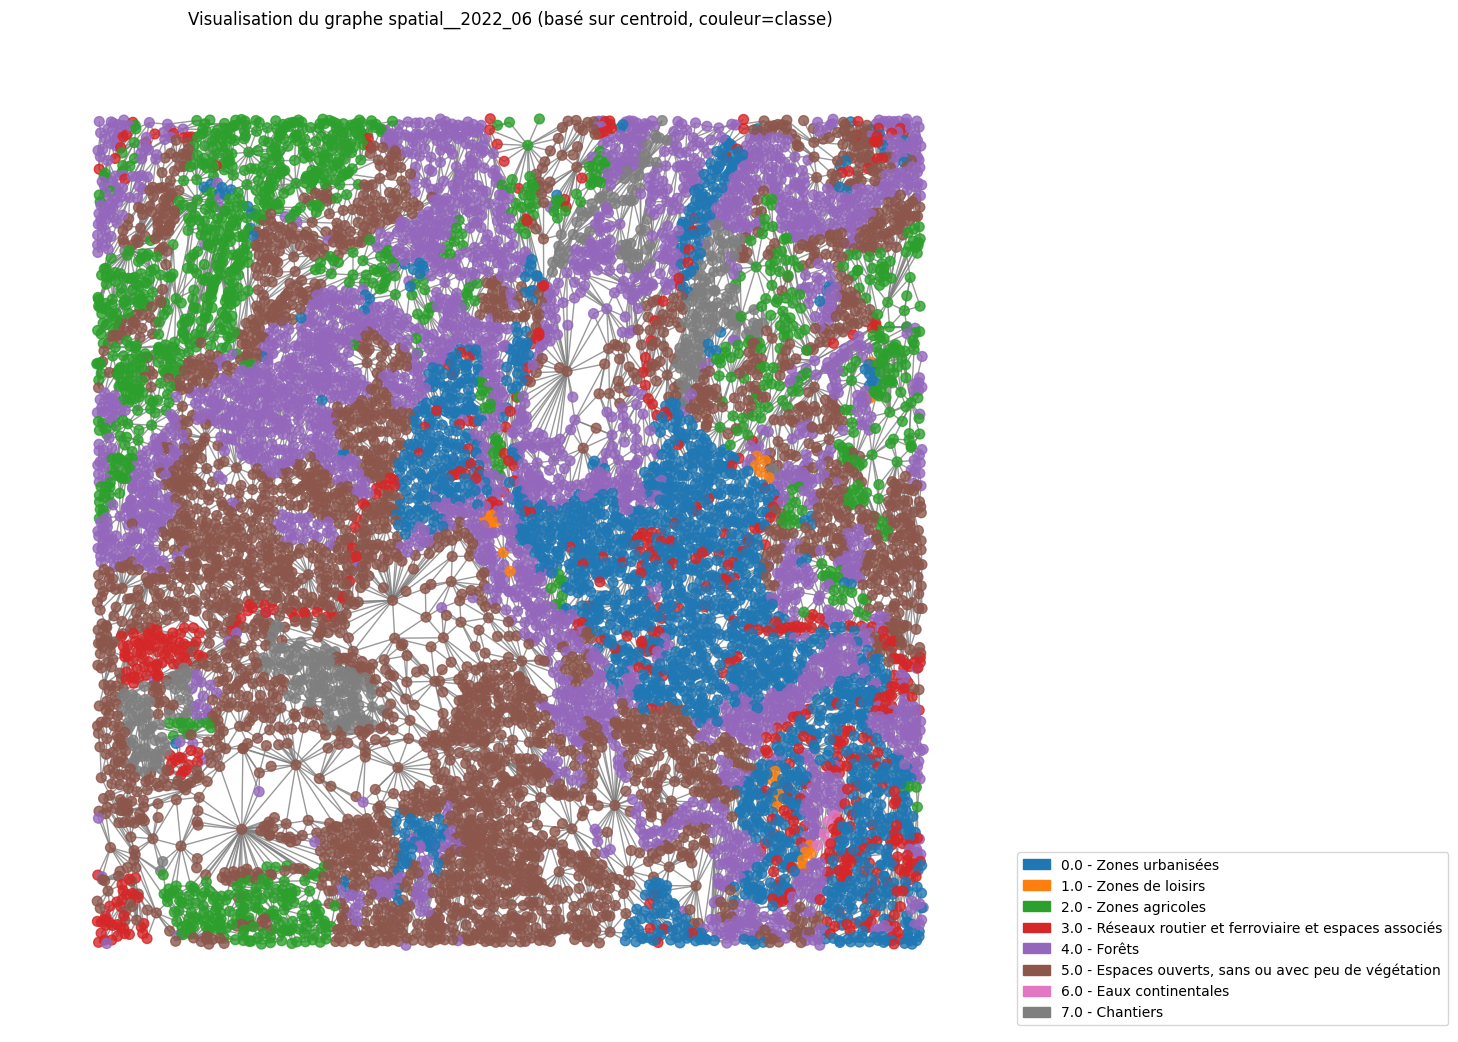 Visualisation du graphe spatial__2022_06 (basé sur centroid, couleur=classe)
0.0 - Zones urbanisées
1.0 - Zones de loisirs
2.0 - Zones agricoles
3.0 - Réseaux routier et ferroviaire et espaces associés
4.0 - Forêts
5.0 - Espaces ouverts, sans ou avec peu de végétation
6.0 - Eaux continentales
7.0 - Chantiers